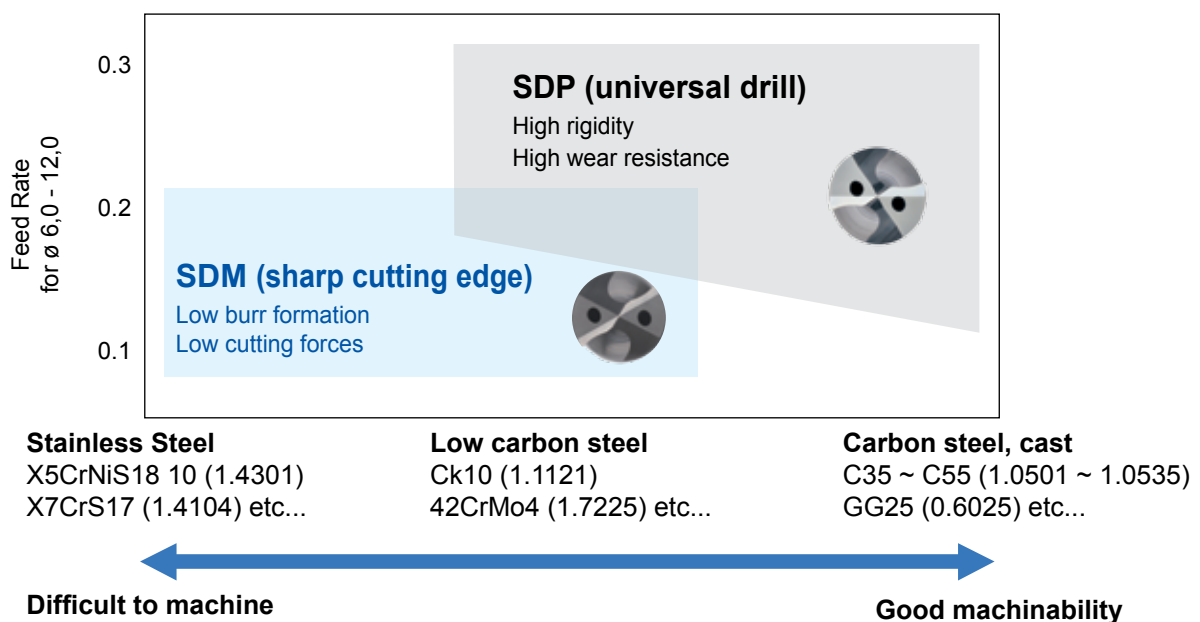 0.3
0.2
0.1
Feed Rate
for ø 6,0 - 12,0
SDP (universal drill)
High rigidity
High wear resistance
SDM (sharp cutting edge)
Low burr formation
Low cutting forces
Stainless Steel
X5CrNiS18 10 (1.4301)
X7CrS17 (1.4104) etc...
Low carbon steel
Ck10 (1.1121)
42CrMo4 (1.7225) etc...
Carbon steel, cast
C35 ~ C55 (1.0501 ~ 1.0535)
GG25 (0.6025) etc...
Difficult to machine
Good machinability